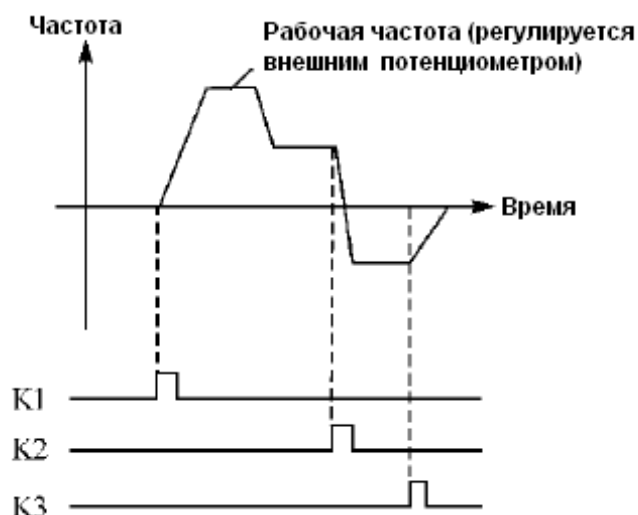 Частота
Рабочая частота (регулируется
внешним потенциометром)
Время
K1
K2
K3